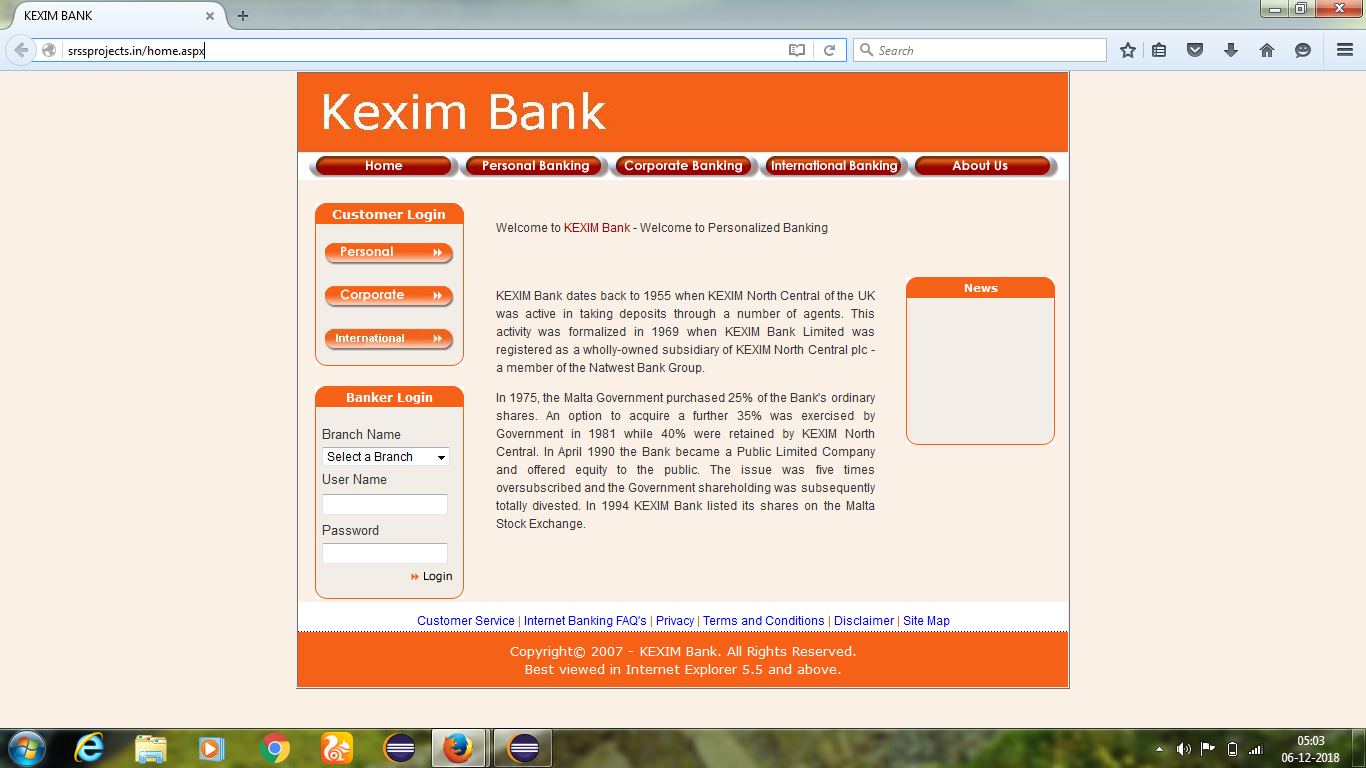 KEXIM BANK
srssprojects.in/home.aspx
Search
Kexim Bank
Home
Personal Banking
Corporate Banking
International Banking
About Us
Customer Login
Personal
Corporate
International
Banker Login
Branch Name
Select a Branch
User Name
Password
Login
Welcome to KEXIM Bank - Welcome to Personalized Banking
KEXIM Bank dates back to 1955 when KEXIM North Central of the UK
was active in taking deposits through a number of agents. This
activity was formalized in 1969 when KEXIM Bank Limited was
registered as a wholly-owned subsidiary of KEXIM North Central plc -
a member of the Natwest Bank Group.
In 1975, the Malta Government purchased 25% of the Bank's ordinary
shares. An option to acquire a further 35% was exercised by
Government in 1981 while 40% were retained by KEXIM North
Central. In April 1990 the Bank became a Public Limited Company
and offered equity to the public. The issue was five times
oversubscribed and the Government shareholding was subsequently
totally divested. In 1994 KEXIM Bank listed its shares on the Malta
Stock Exchange.
News
Customer Service | Internet Banking FAQ's | Privacy | Terms and Conditions | Disclaimer | Site Map
Copyright© 2007 - KEXIM Bank. All Rights Reserved.
Best viewed in Internet Explorer 5.5 and above.
05:03
06-12-2018